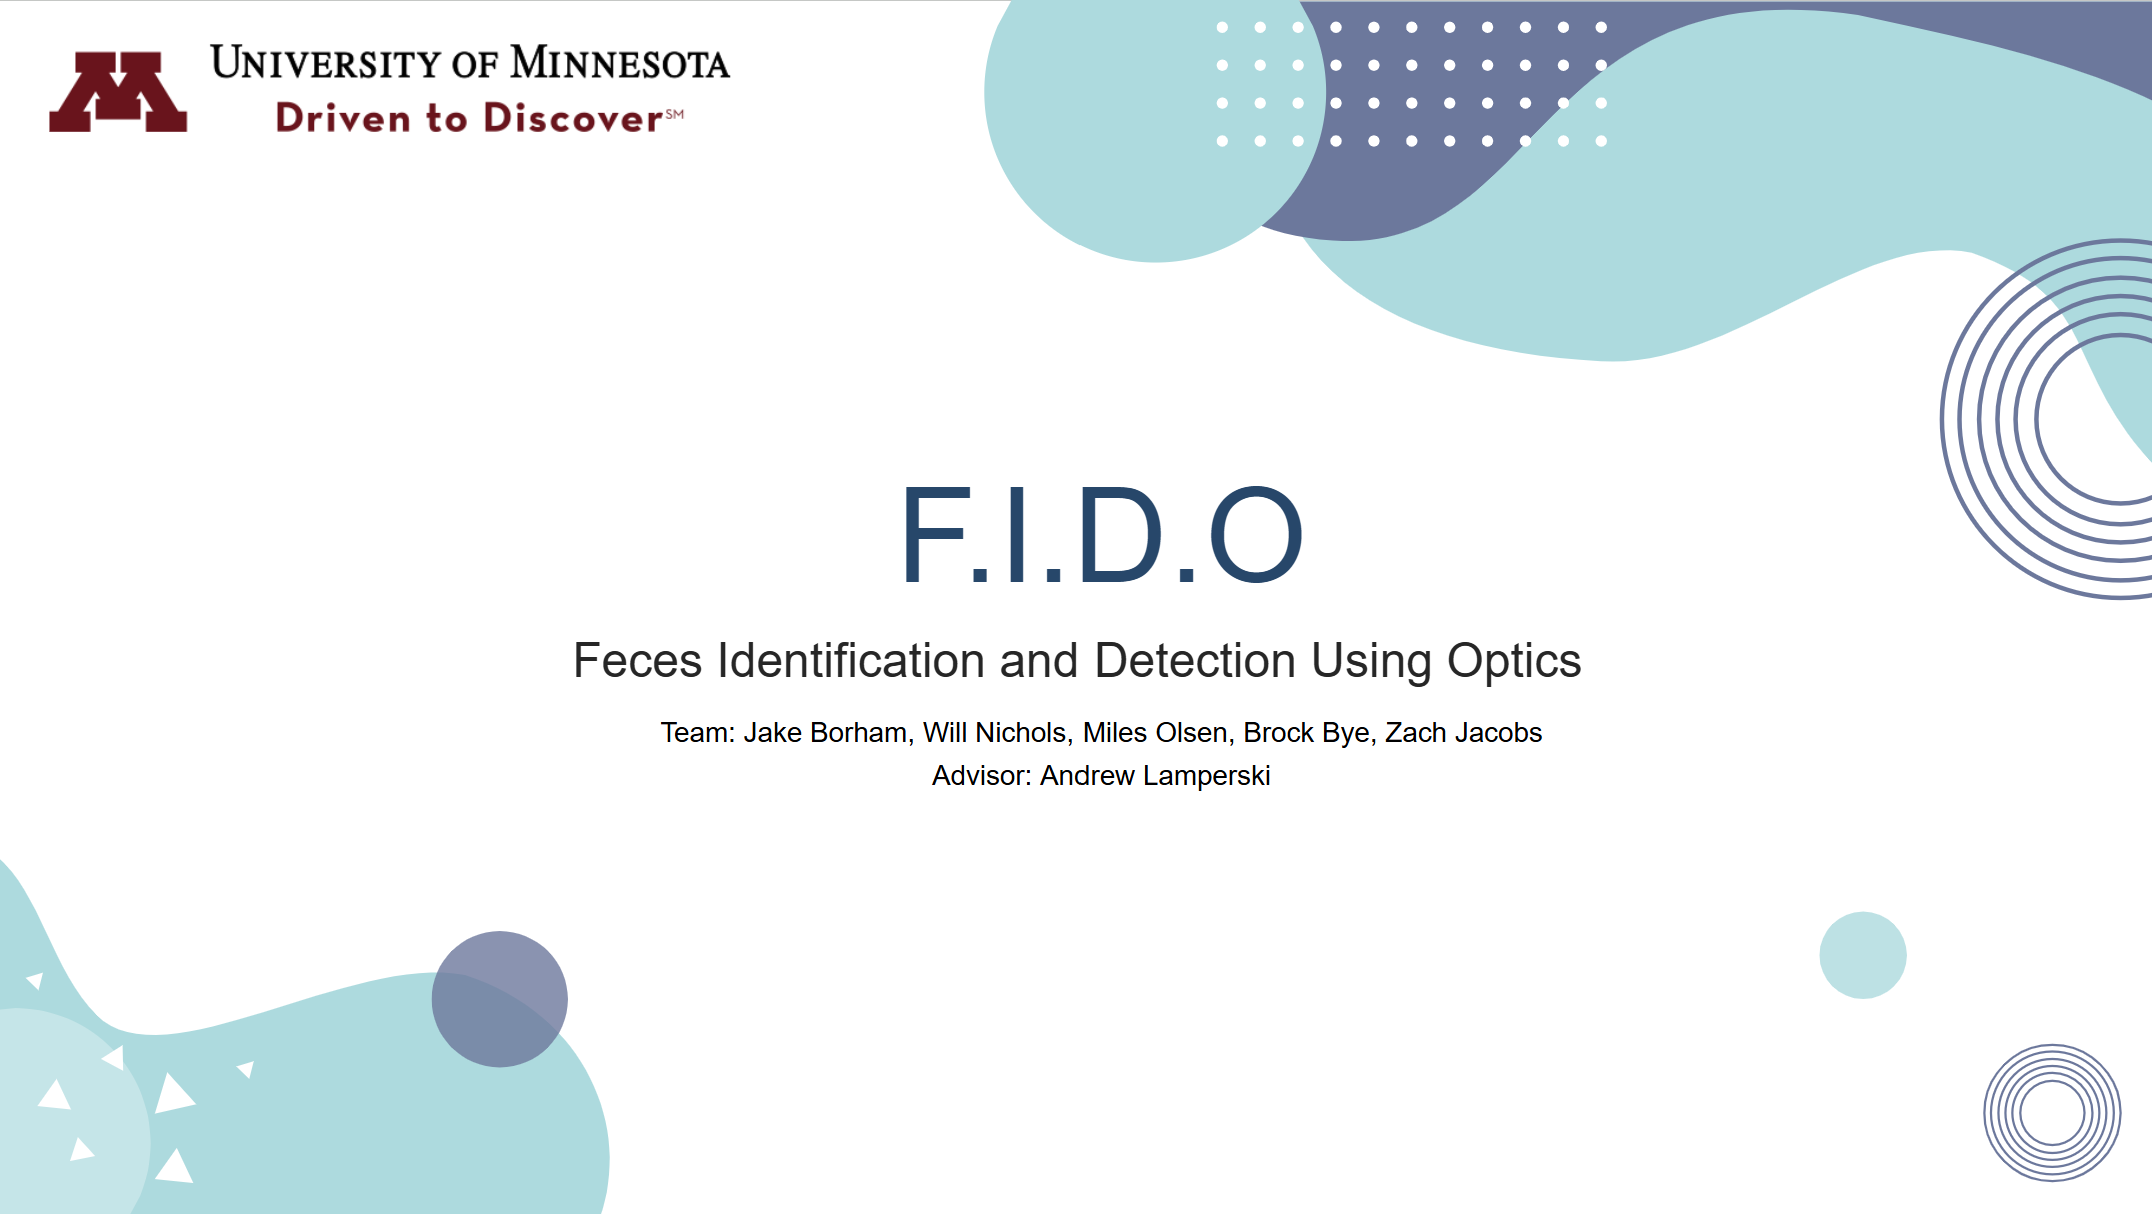 UNIVERSITY OF MINNESOTA
Driven to Discover℠
F.I.D.O
Feces Identification and Detection Using Optics
Team: Jake Borham, Will Nichols, Miles Olsen, Brock Bye, Zach Jacobs
Advisor: Andrew Lamperski